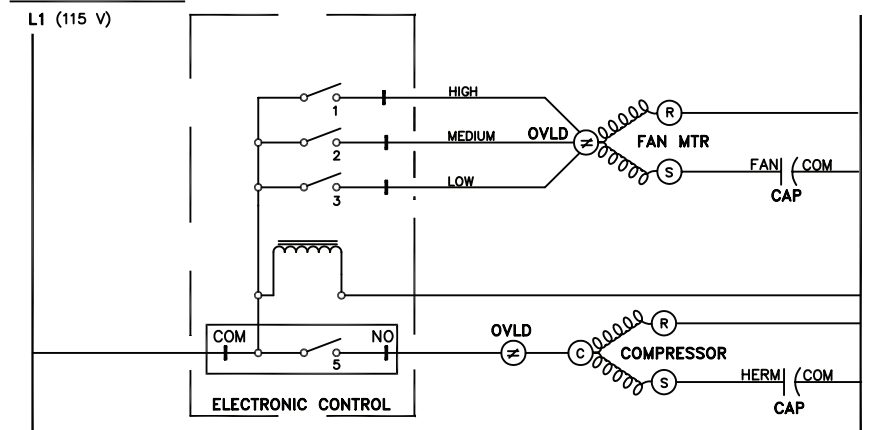 L1 (115 V)
HIGH
1
MEDIUM
OVLD
R
FAN MTR
2
FAN
COM
S
LOW
CAP
3
COM
NO
OVLD
R
5
C
COMPRESSOR
HERM
COM
S
ELECTRONIC CONTROL
CAP